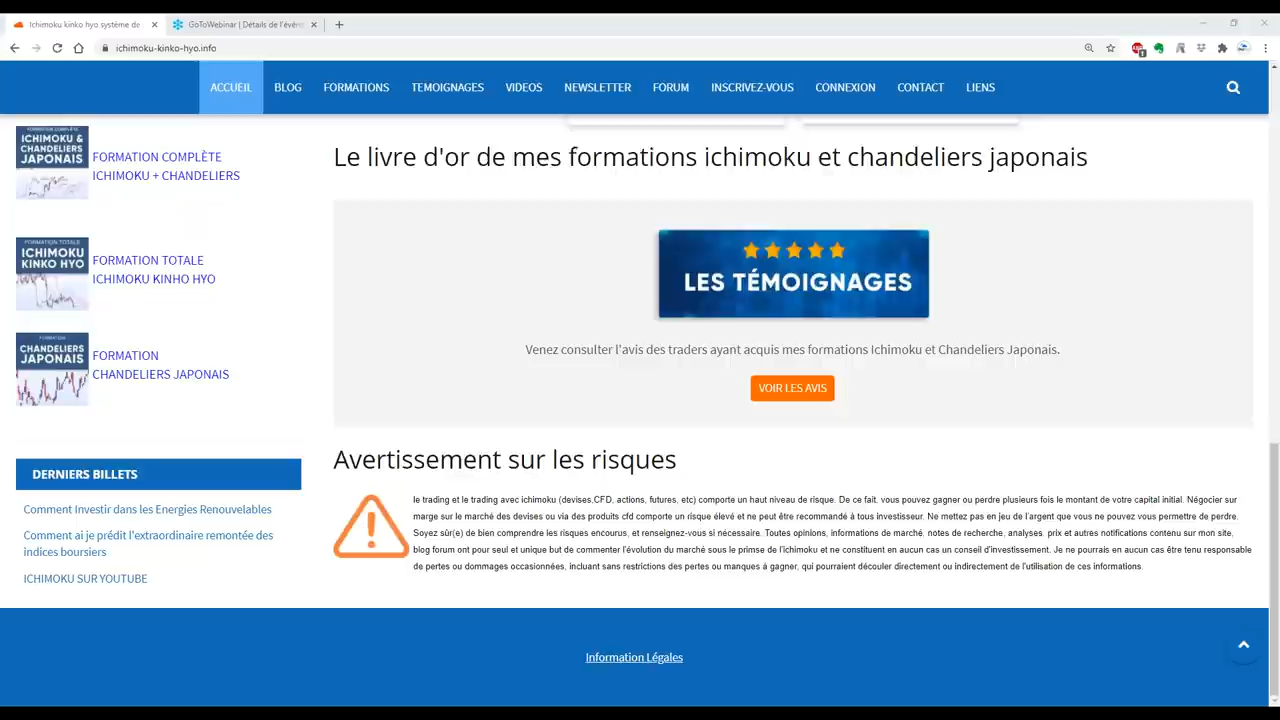 Ichimoku kinko hyo système de
GoToWebinar | Détails de l'évén
ichimoku-kinko-hyo.info
ACCUEIL BLOG FORMATIONS TEMOIGNAGES VIDEOS NEWSLETTER FORUM INSCRIVEZ-VOUS CONNEXION CONTACT LIENS
FORMATION COMPLÈTE
ICHIMOKU &
CHANDELIERS
JAPONAIS
FORMATION COMPLÈTE
ICHIMOKU + CHANDELIERS
FORMATION TOTALE
ICHIMOKU
KINKO HYO
FORMATION TOTALE
ICHIMOKU KINHO HYO
FORMATION
CHANDELIERS
JAPONAIS
FORMATION
CHANDELIERS JAPONAIS
DERNIERS BILLETS
Comment Investir dans les Energies Renouvelables
Comment ai je prédit l'extraordinaire remontée des
indices boursiers
ICHIMOKU SUR YOUTUBE
Le livre d'or de mes formations ichimoku et chandeliers japonais
LES TÉMOIGNAGES
Venez consulter l'avis des traders ayant acquis mes formations Ichimoku et Chandeliers Japonais.
VOIR LES AVIS
Avertissement sur les risques
le trading et le trading avec ichimoku (devises,CFD, actions, futures, etc) comporte un haut niveau de risque. De ce fait, vous pouvez gagner ou perdre plusieurs fois le montant de votre capital initial. Négocier sur
marge sur le marché des devises ou via des produits cfd comporte un risque élevé et ne peut être recommandé à tous investisseur. Ne mettez pas en jeu de l'argent que vous ne pouvez vous permettre de perdre.
Soyez sûr(e) de bien comprendre les risques encourus, et renseignez-vous si nécessaire. Toutes opinions, informations de marché, notes de recherche, analyses prix et autres notifications contenu sur mon site,
blog forum ont pour seul et unique but de commenter l'évolution du marché sous le primse de l'ichimoku et ne constituent en aucun cas un conseil d'investissement. Je ne pourrais en aucun cas être tenu responsable
de pertes ou dommages occasionnées, incluant sans restrictions des pertes ou manques à gagner, qui pourraient découler directement ou indirectement de l'utilisation de ces informations.
Information Légales